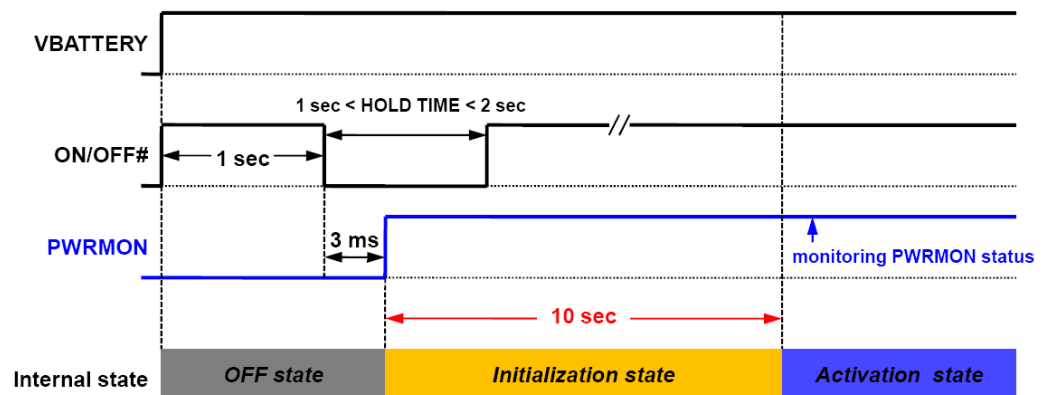 VBATTERY
1 sec < HOLD TIME < 2 sec
ON/OFF#
1 sec
PWRMON
3 ms
monitoring PWRMON status
10 sec
Internal state
OFF state
Initialization state
Activation state